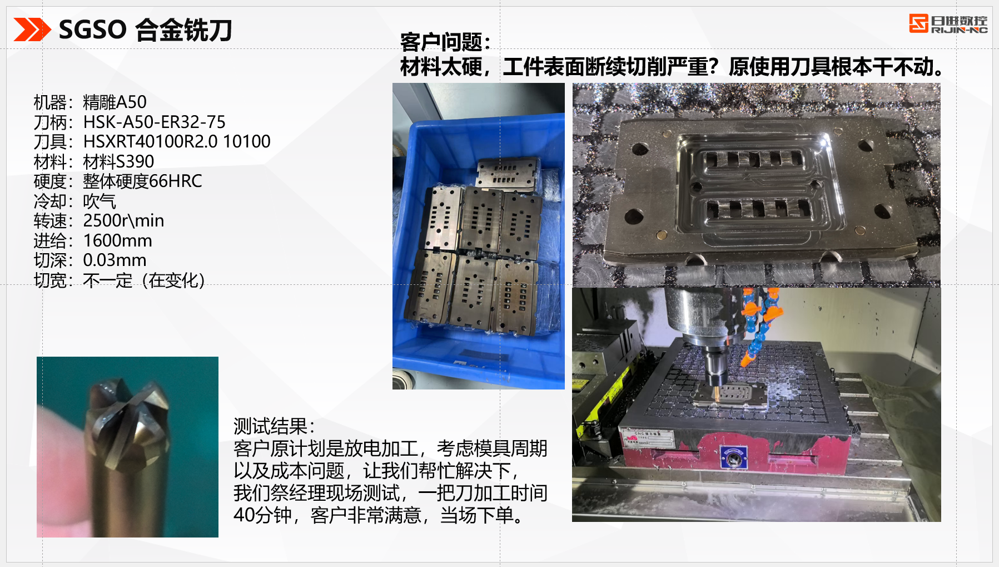 SGSO 合金铣刀
日进数控
RIJIN-NC
客户问题：
材料太硬，工件表面断续切削严重？原使用刀具根本干不动。
机器：精雕A50
刀柄：HSK-A50-ER32-75
刀具：HSXRT40100R2.0 10100
材料：材料S390
硬度：整体硬度66HRC
冷却：吹气
转速：2500r\min
进给：1600mm
切深：0.03mm
切宽：不一定（在变化）
测试结果：
客户原计划是放电加工，考虑模具周期
以及成本问题，让我们帮忙解决下，
我们祭经理现场测试，一把刀加工时间
40分钟，客户非常满意，当场下单。
CNC强力吸盘
TYPE